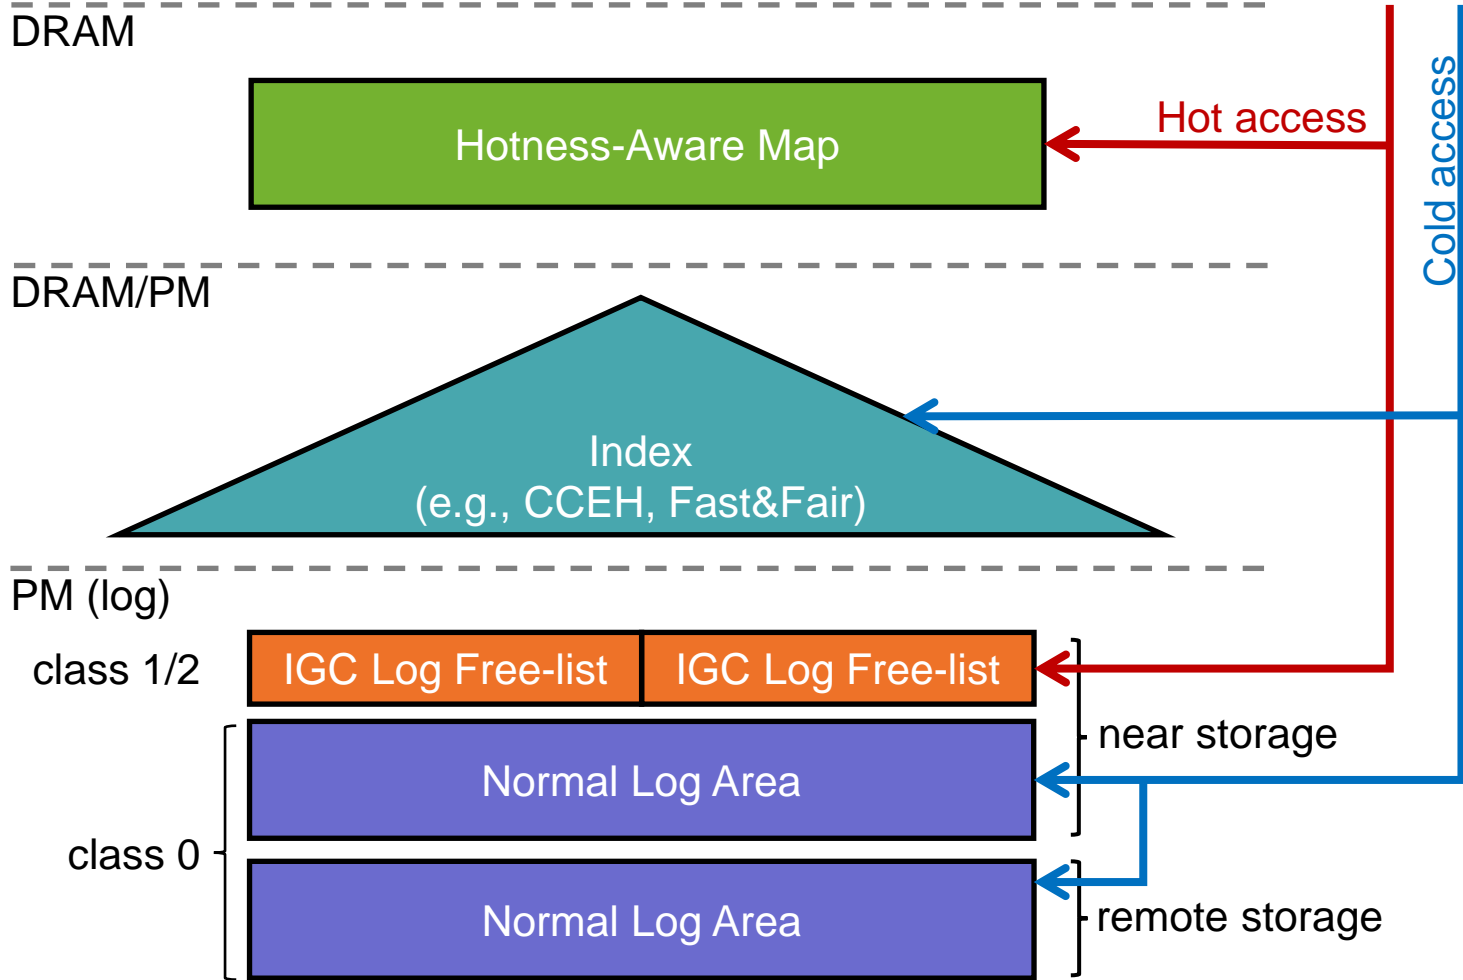 DRAM
Hotness-Aware Map
Hot access
Cold access
DRAM/PM
Index
(e.g., CCEH, Fast&Fair)
PM (log)
class 1/2
IGC Log Free-list
IGC Log Free-list
near storage
Normal Log Area
class 0
Normal Log Area
remote storage